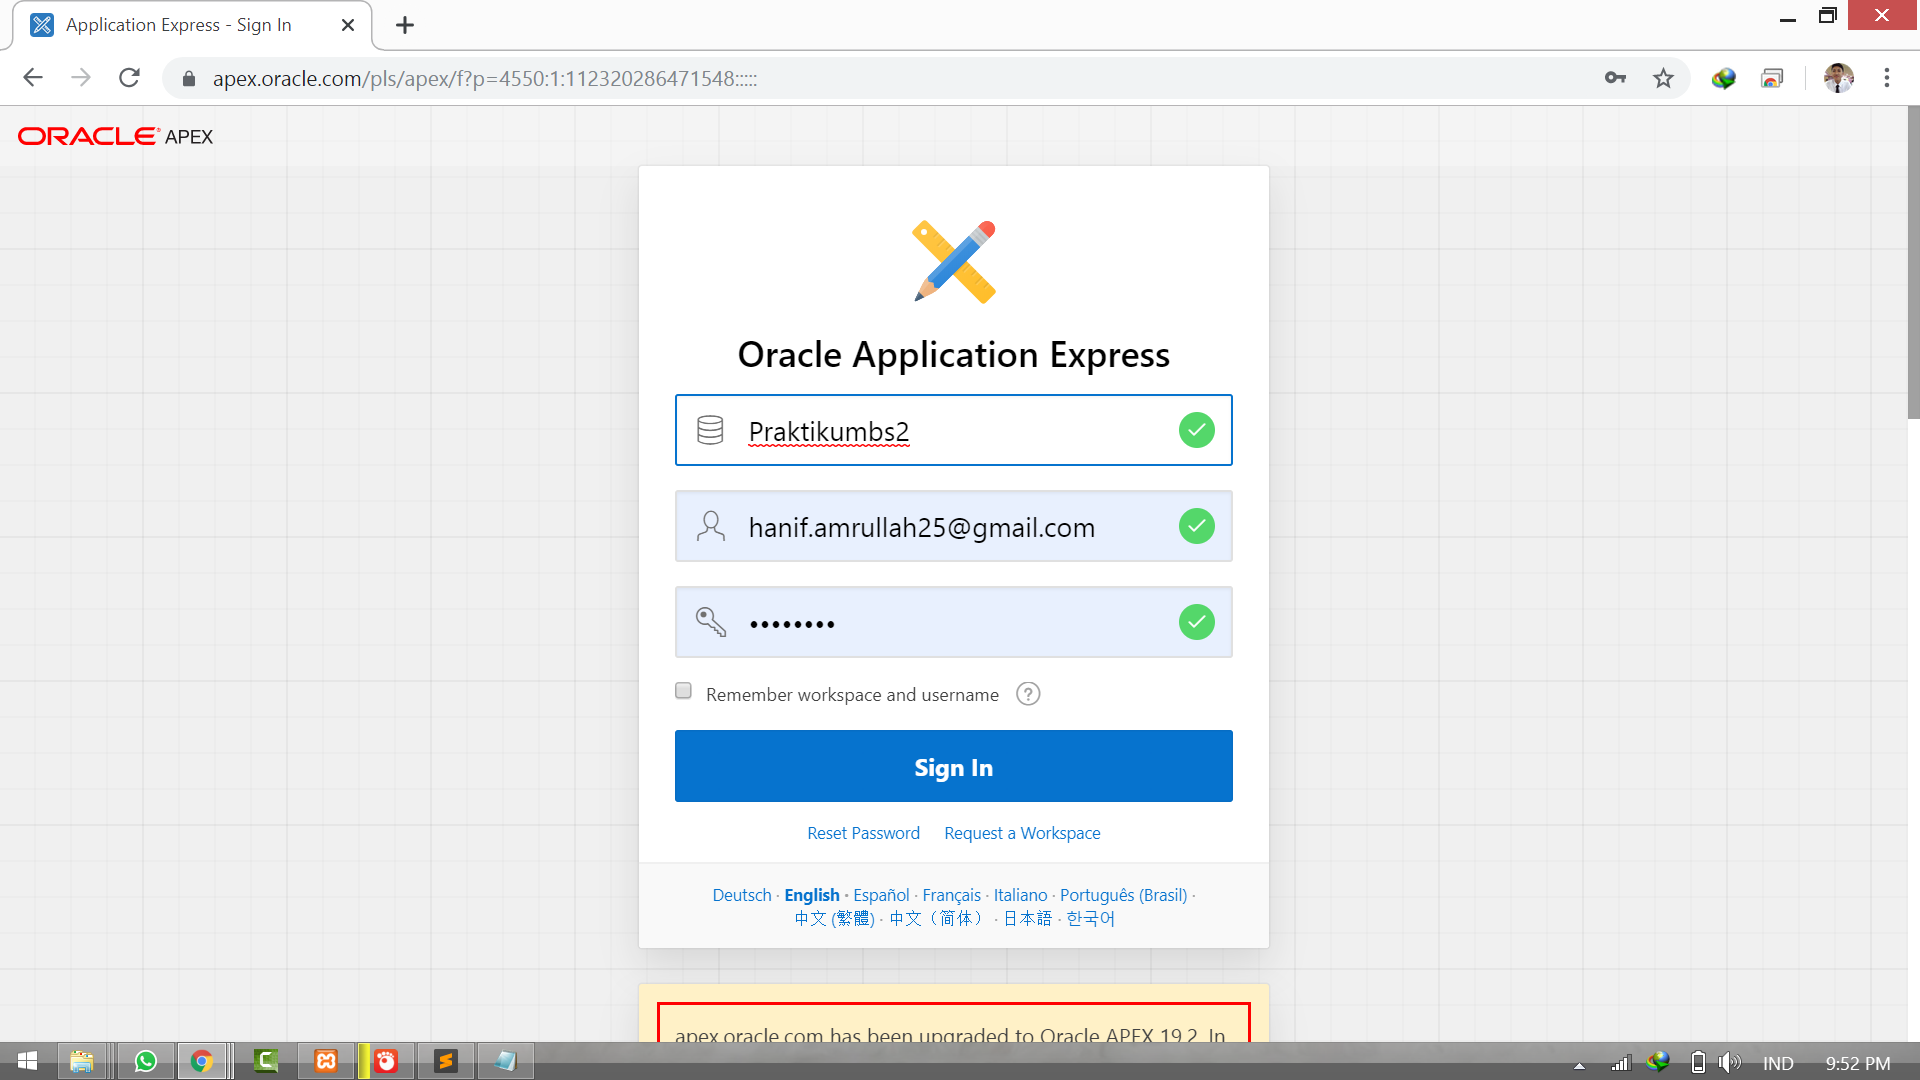 Application Express - Sign In
apex.oracle.com/pls/apex/f?p=4550:1:112320286471548:::::
ORACLE APEX
Oracle Application Express
Praktikumbs2
hanif.amrullah25@gmail.com
••••••••
Remember workspace and username ?
Sign In
Reset Password Request a Workspace
Deutsch · English · Español · Français · Italiano · Português (Brasil) ·
中文 (繁體) · 中文（简体） · 日本語 · 한국어
apex.oracle.com has been upgraded to Oracle APEX 19.2. In
IND 9:52 PM